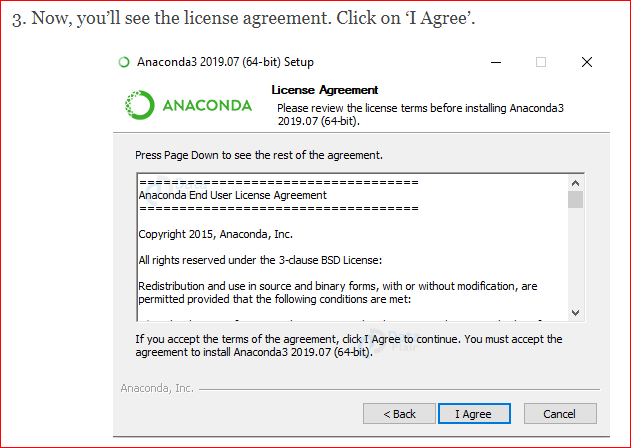 3. Now, you’ll see the license agreement. Click on ‘I Agree’.
Anaconda3 2019.07 (64-bit) Setup
ANACONDA
License Agreement
Please review the license terms before installing Anaconda3
2019.07 (64-bit).
Press Page Down to see the rest of the agreement.
===================================
Anaconda End User License Agreement
===================================
Copyright 2015, Anaconda, Inc.
All rights reserved under the 3-clause BSD License:
Redistribution and use in source and binary forms, with or without modification, are
permitted provided that the following conditions are met:
If you accept the terms of the agreement, click I Agree to continue. You must accept the
agreement to install Anaconda3 2019.07 (64-bit).
Anaconda, Inc.
< Back
I Agree
Cancel